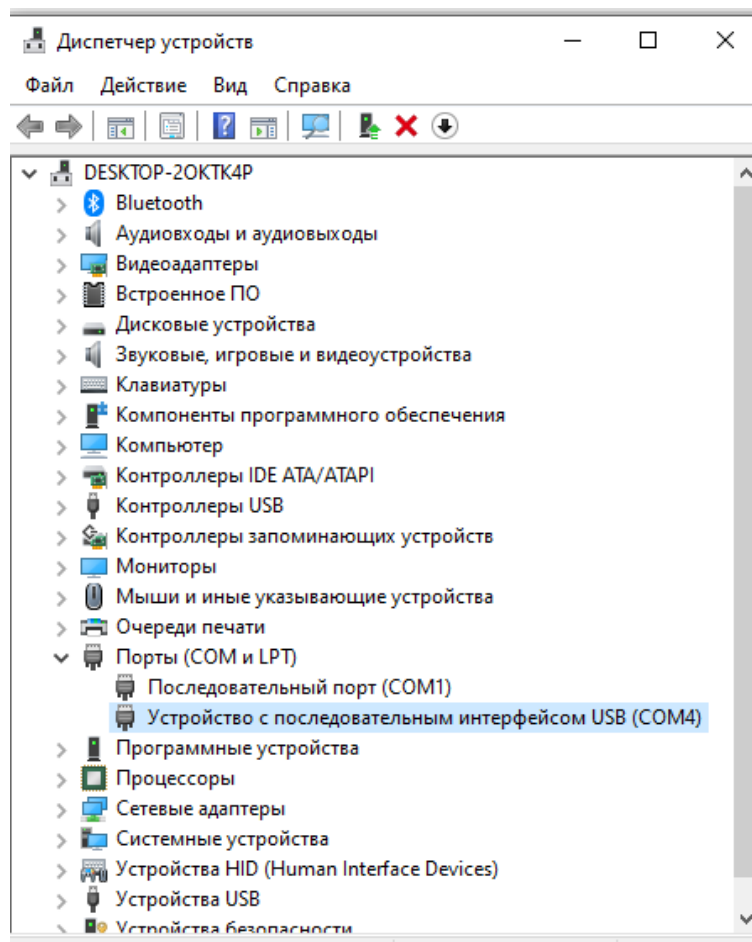 Диспетчер устройств
Файл Действие Вид Справка
DESKTOP-2OKTK4P
Bluetooth
Аудиовходы и аудиовыходы
Видеоадаптеры
Встроенное ПО
Дисковые устройства
Звуковые, игровые и видеоустройства
Клавиатуры
Компоненты программного обеспечения
Компьютер
Контроллеры IDE ATA/ATAPI
Контроллеры USB
Контроллеры запоминающих устройств
Мониторы
Мыши и иные указывающие устройства
Очереди печати
Порты (COM и LPT)
Последовательный порт (COM1)
Устройство с последовательным интерфейсом USB (COM4)
Программные устройства
Процессоры
Сетевые адаптеры
Системные устройства
Устройства HID (Human Interface Devices)
Устройства USB
Устройства безопасности